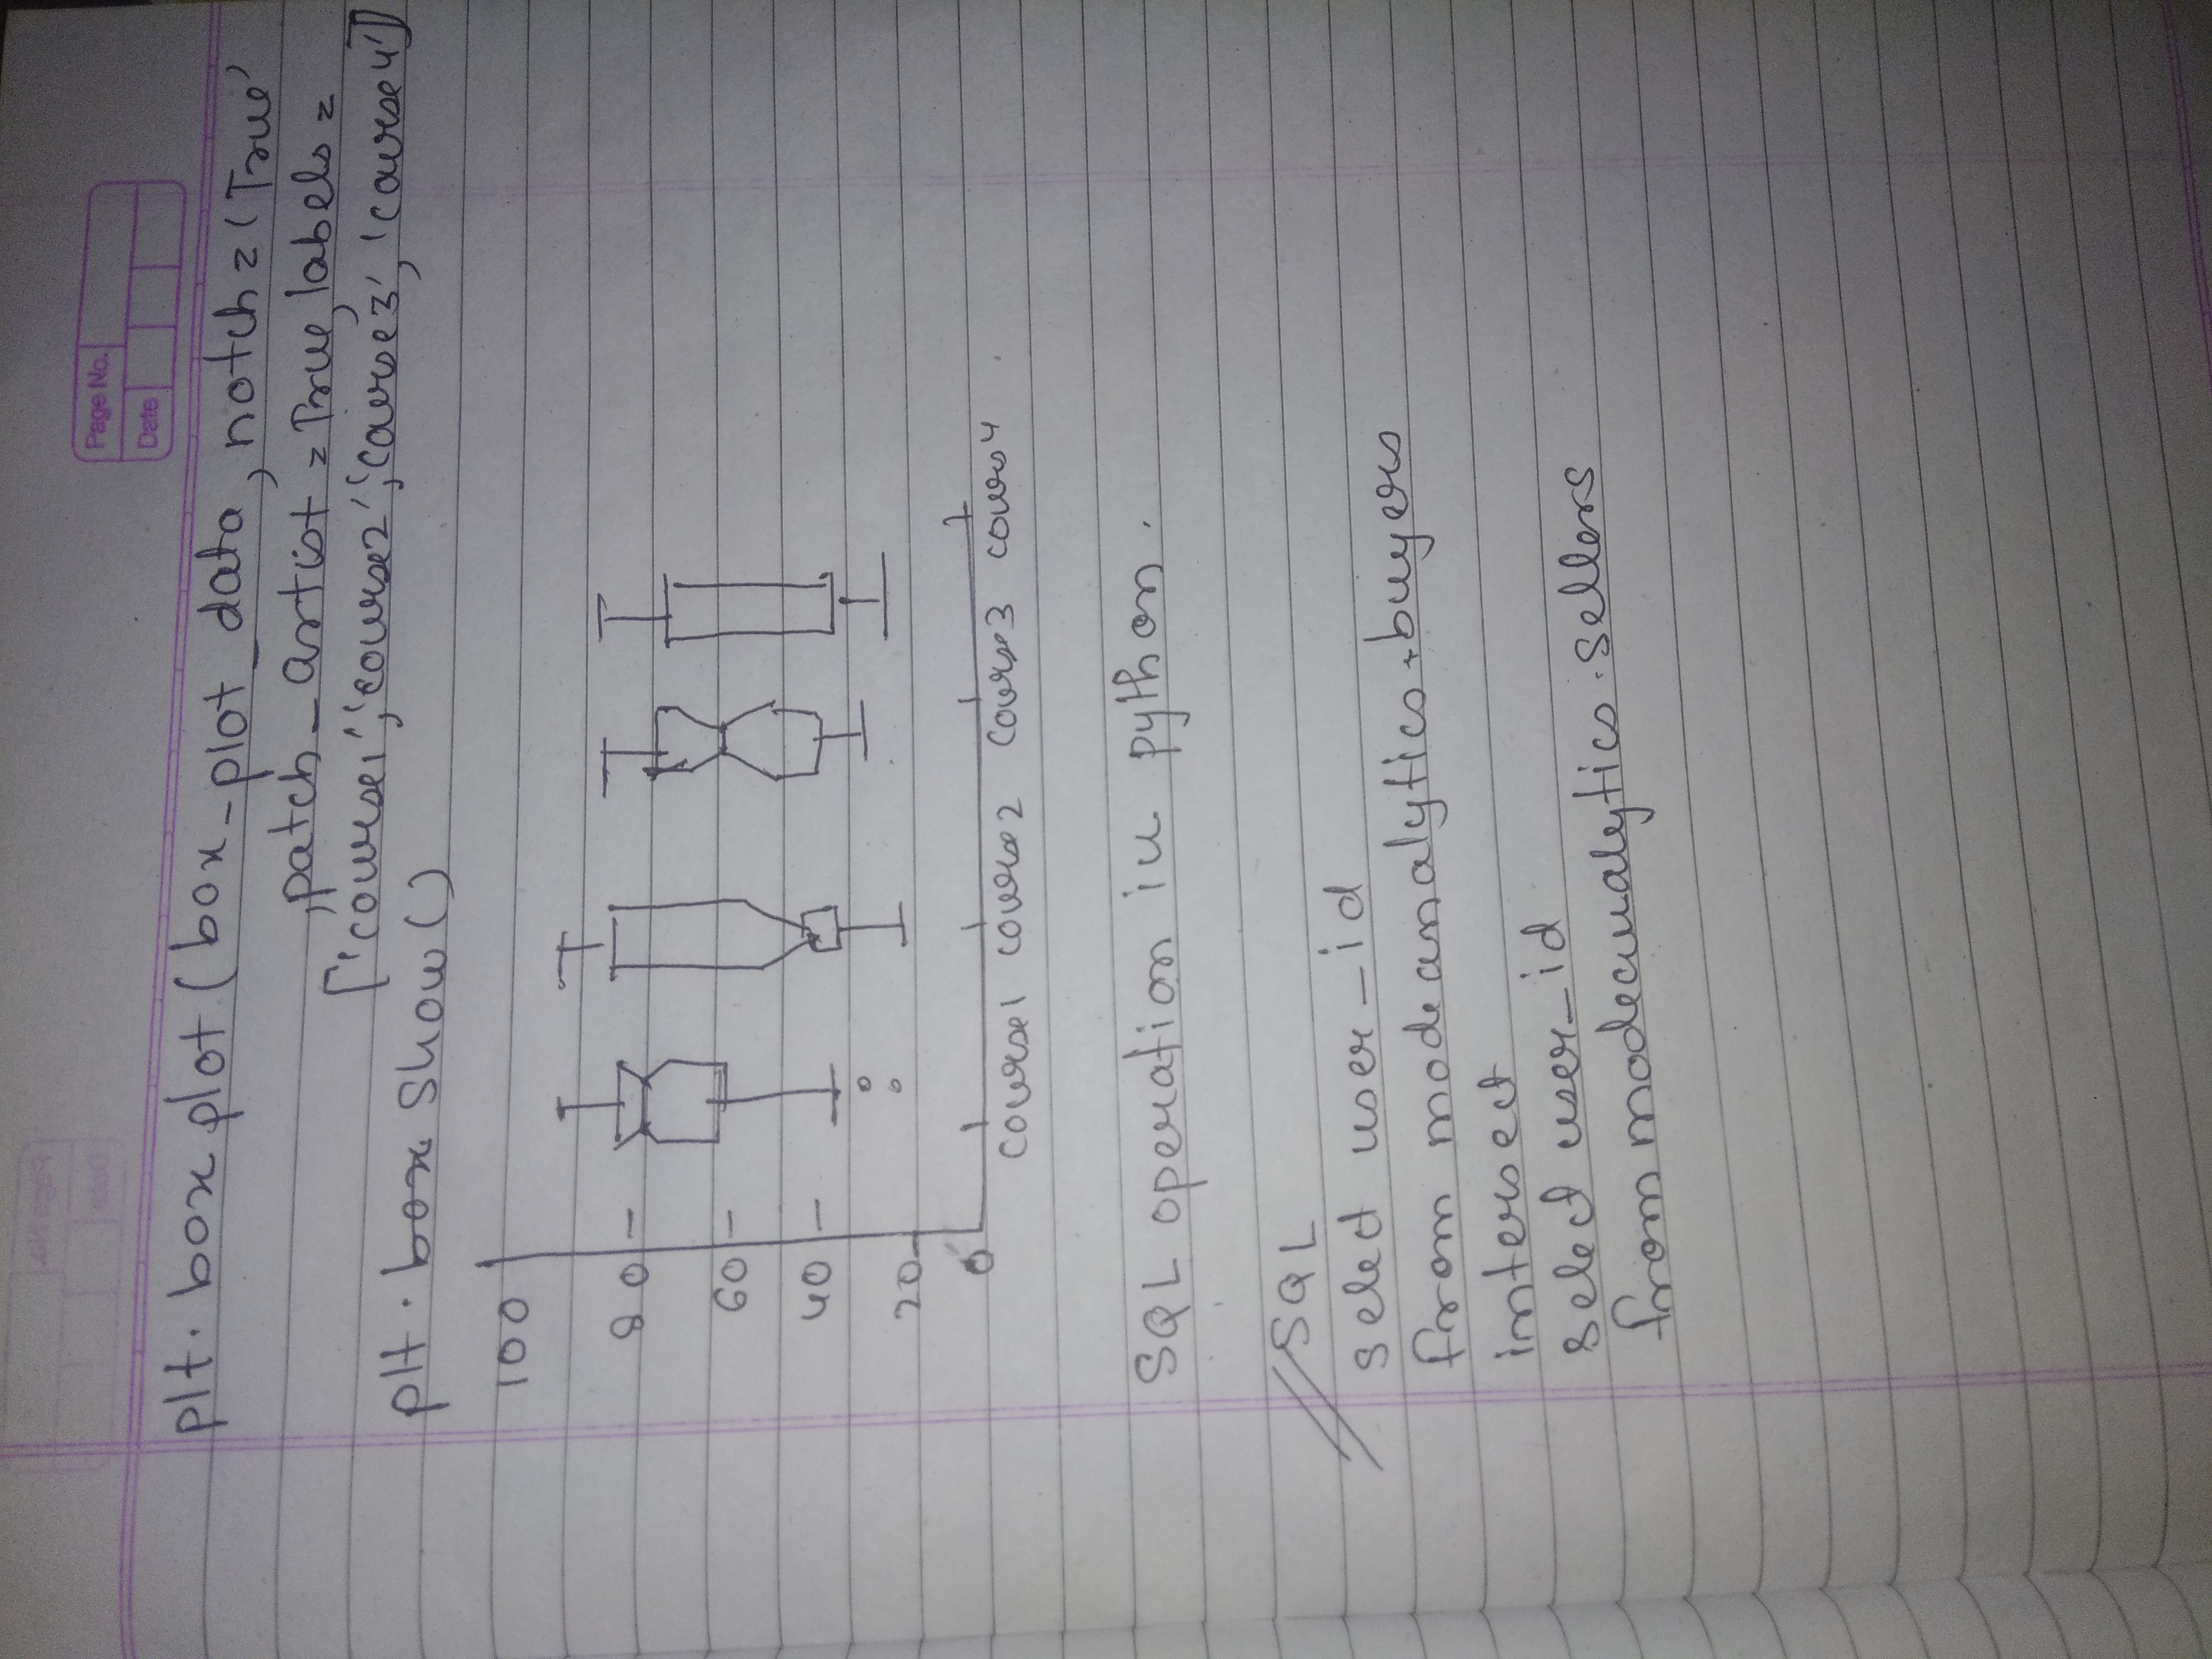 Page No.
Date
plt. box plot (box_plot_data, notch = 'True'
, patch_artist = True, labels =
['course1', 'course2', 'course3', 'course4'])
plt. box. Show()
100
80
60
40
20
0
course1 course2 course3 cours4
SQL operation in python.
//SQL
select user_id
from modeanalytics.buyers
intersect
select user_id
from modeanalytics.sellers